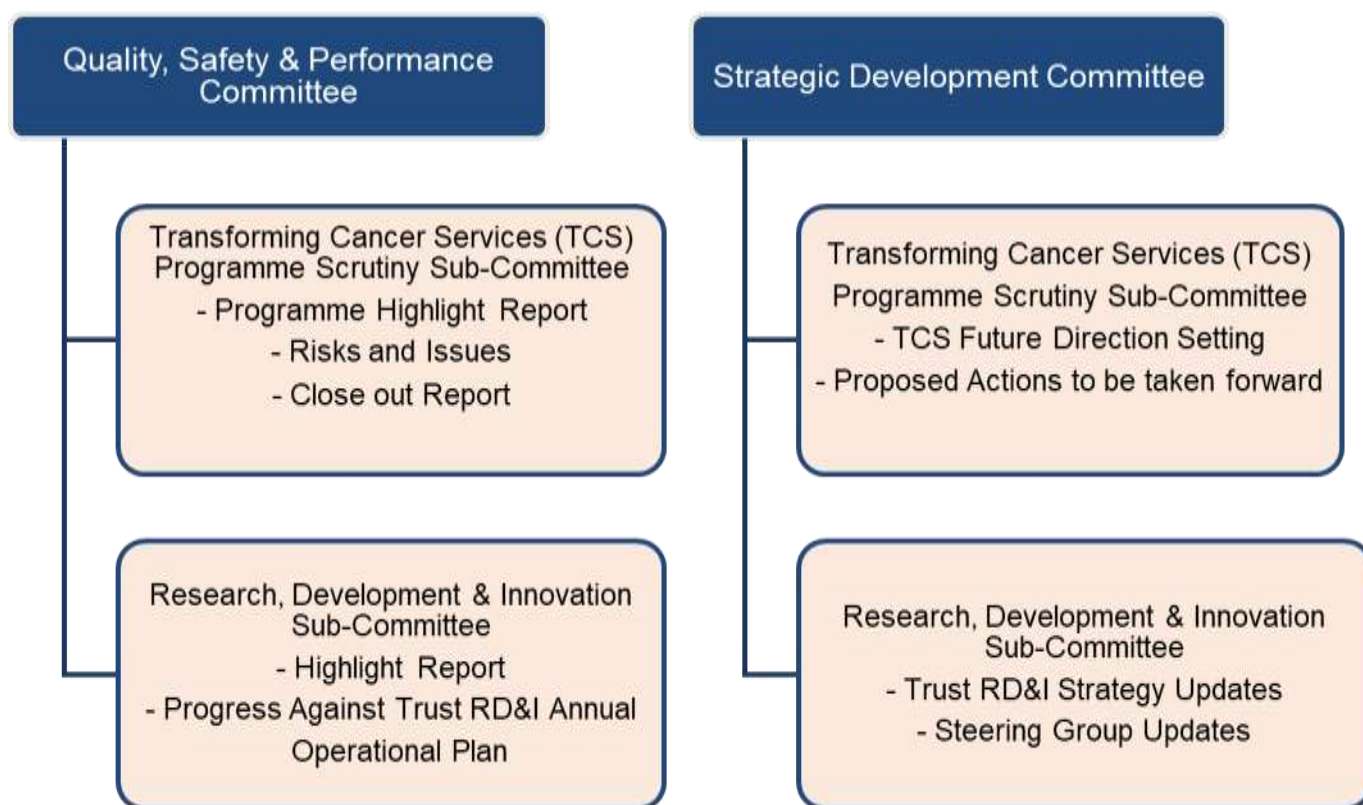 Quality, Safety & Performance
Committee
Transforming Cancer Services (TCS)
Programme Scrutiny Sub-Committee
- Programme Highlight Report
- Risks and Issues
- Close out Report
Research, Development & Innovation
Sub-Committee
- Highlight Report
- Progress Against Trust RD&I Annual
Operational Plan
Strategic Development Committee
Transforming Cancer Services (TCS)
Programme Scrutiny Sub-Committee
- TCS Future Direction Setting
- Proposed Actions to be taken forward
Research, Development & Innovation
Sub-Committee
- Trust RD&I Strategy Updates
- Steering Group Updates